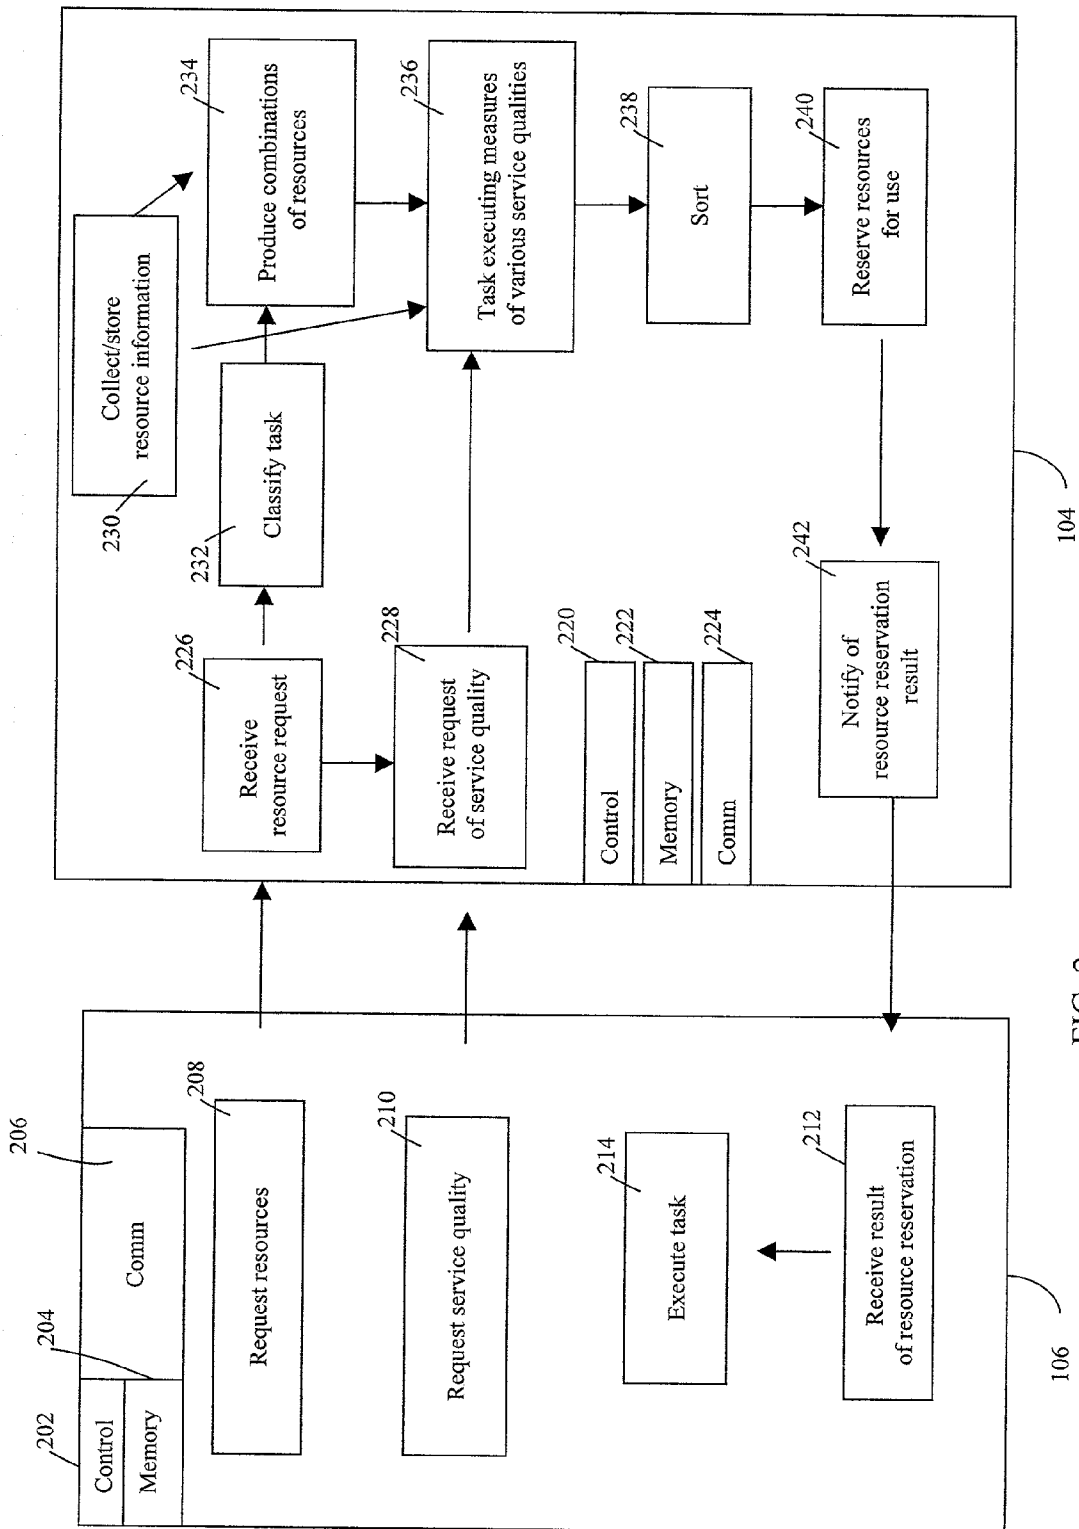 202
Control
Memory
204
Comm
206
Request resources
208
Request service quality
210
Execute task
214
Receive result
of resource reservation
212
106
Receive
resource request
226
Receive request
of service quality
228
Collect/store
resource information
230
Classify task
232
Produce combinations
of resources
234
Task executing measures
of various service qualities
236
Sort
238
Reserve resources
for use
240
Control
220
Memory
222
Comm
224
Notify of
resource reservation
result
242
104
FIG.